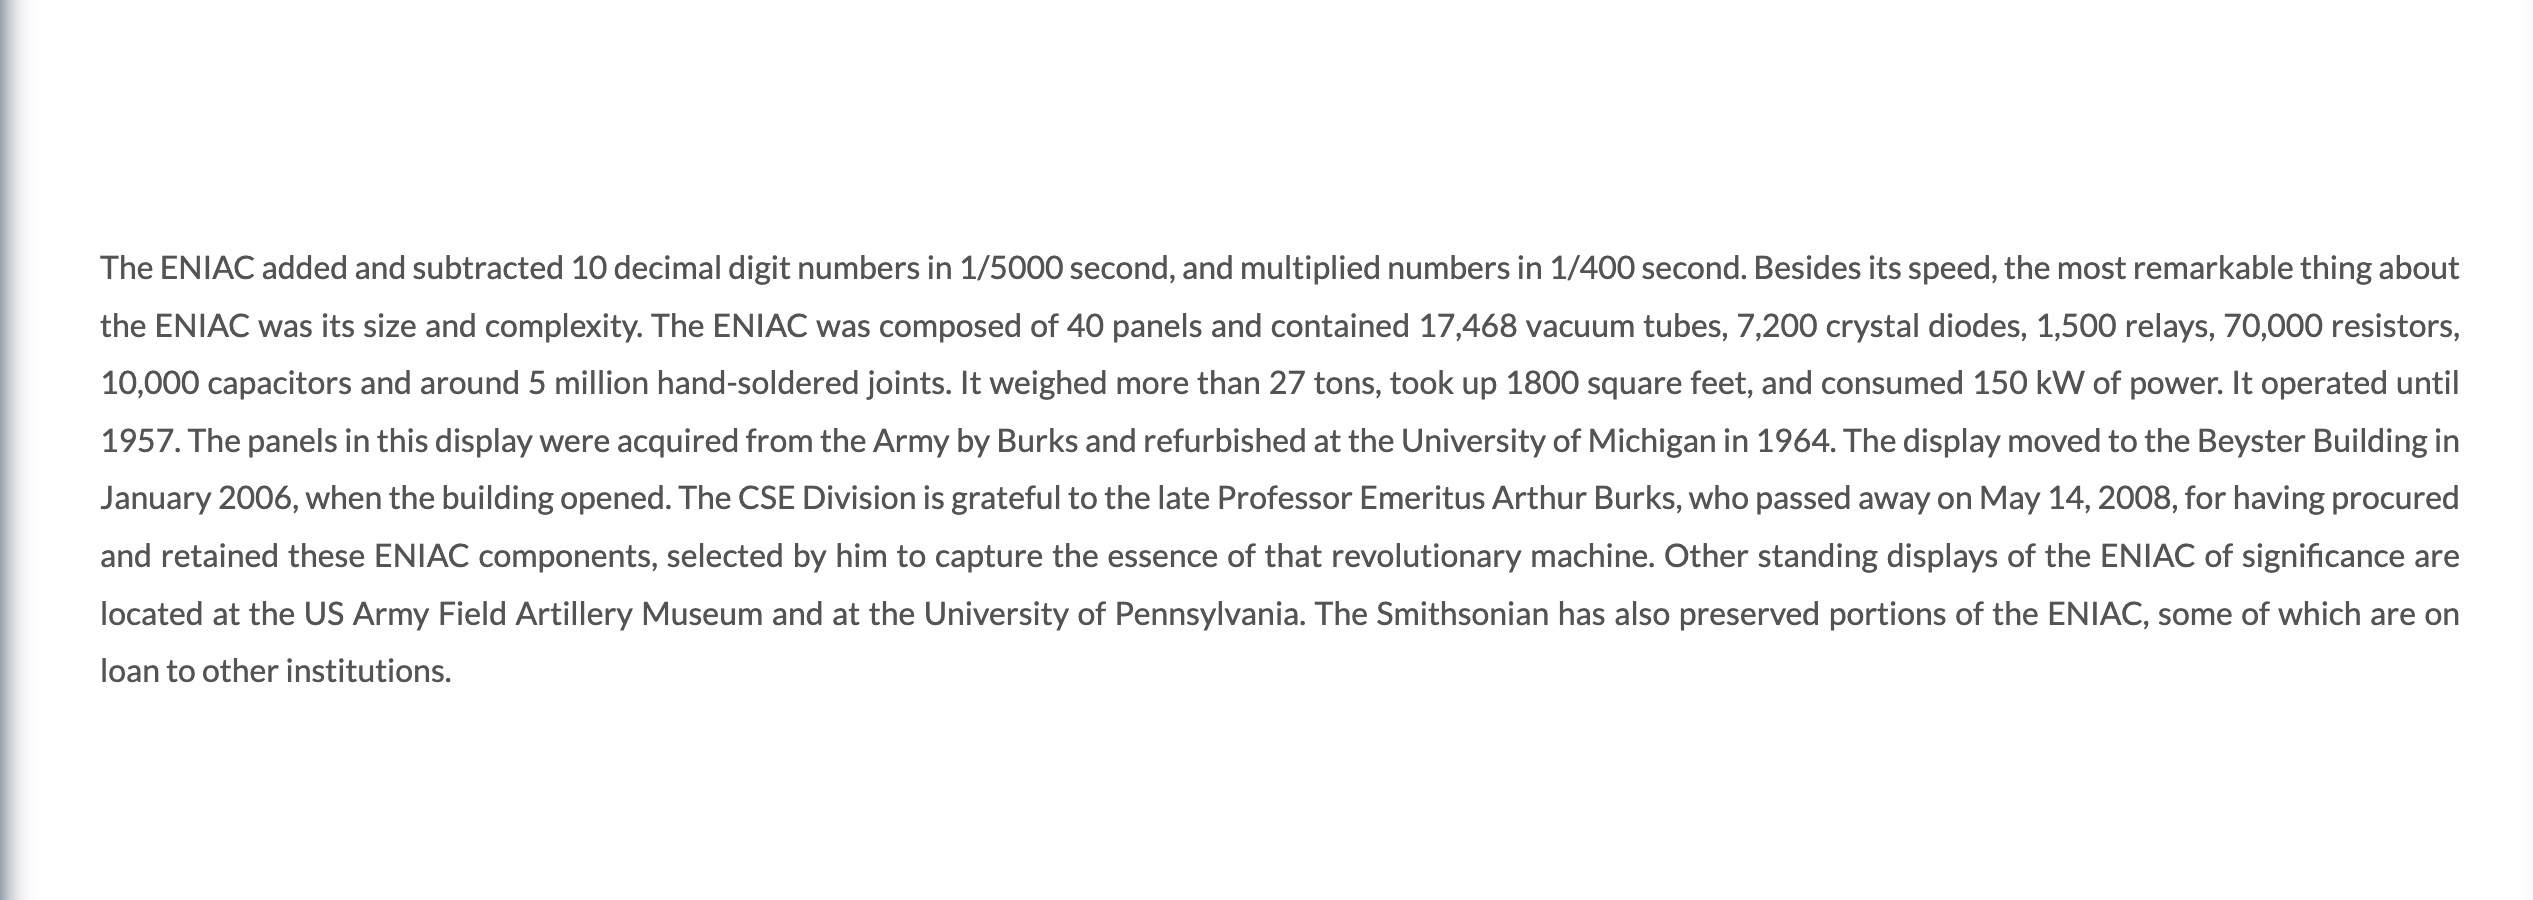 The ENIAC added and subtracted 10 decimal digit numbers in 1/5000 second, and multiplied numbers in 1/400 second. Besides its speed, the most remarkable thing about
the ENIAC was its size and complexity. The ENIAC was composed of 40 panels and contained 17,468 vacuum tubes, 7,200 crystal diodes, 1,500 relays, 70,000 resistors,
10,000 capacitors and around 5 million hand-soldered joints. It weighed more than 27 tons, took up 1800 square feet, and consumed 150 kW of power. It operated until
1957. The panels in this display were acquired from the Army by Burks and refurbished at the University of Michigan in 1964. The display moved to the Beyster Building in
January 2006, when the building opened. The CSE Division is grateful to the late Professor Emeritus Arthur Burks, who passed away on May 14, 2008, for having procured
and retained these ENIAC components, selected by him to capture the essence of that revolutionary machine. Other standing displays of the ENIAC of significance are
located at the US Army Field Artillery Museum and at the University of Pennsylvania. The Smithsonian has also preserved portions of the ENIAC, some of which are on
loan to other institutions.